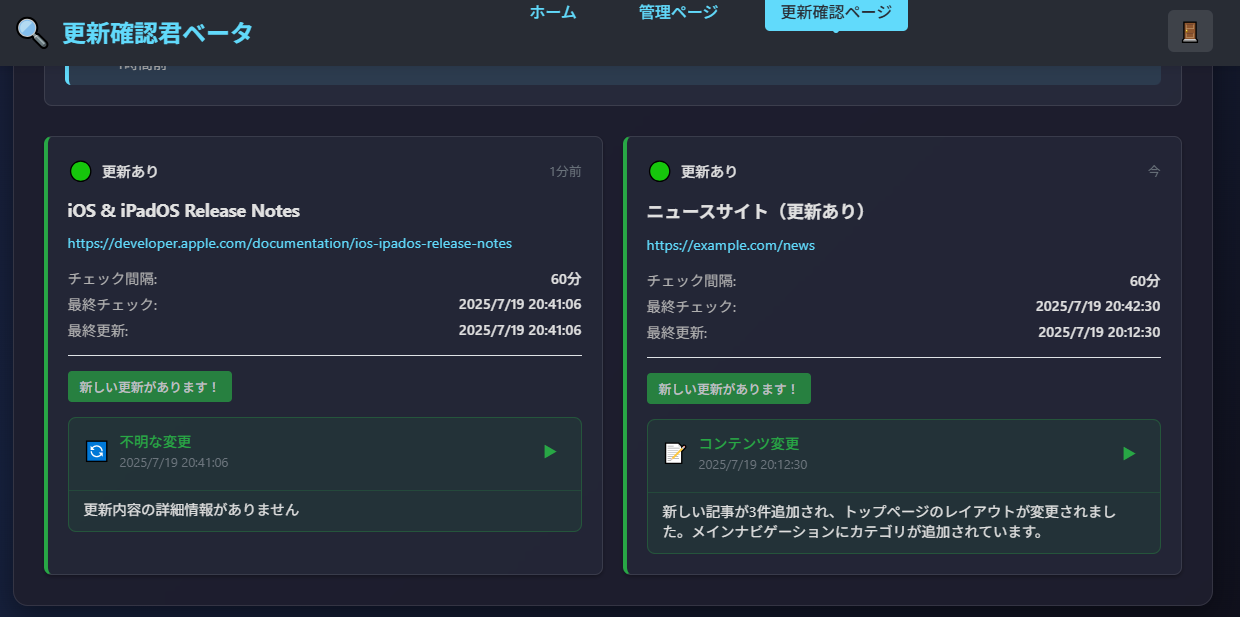 更新確認君ベータ
ホーム
管理ページ
更新確認ページ
更新あり
1分前
iOS & iPadOS Release Notes
https://developer.apple.com/documentation/ios-ipados-release-notes
チェック間隔: 60分
最終チェック: 2025/7/19 20:41:06
最終更新: 2025/7/19 20:41:06
新しい更新があります！
不明な変更
2025/7/19 20:41:06
更新内容の詳細情報がありません
更新あり
今
ニュースサイト（更新あり）
https://example.com/news
チェック間隔: 60分
最終チェック: 2025/7/19 20:42:30
最終更新: 2025/7/19 20:12:30
新しい更新があります！
コンテンツ変更
2025/7/19 20:12:30
新しい記事が3件追加され、トップページのレイアウトが変更されまし
た。メインナビゲーションにカテゴリが追加されています。